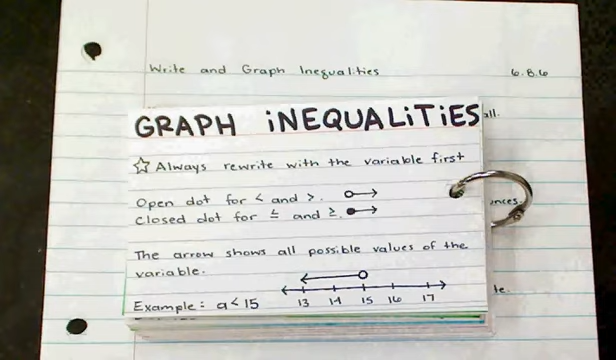 Write and Graph Inequalities 6.8.6
all.
GRAPH iNEQUALiTiES
☆ Always rewrite with the variable first
Open dot for < and >.
Closed dot for ≤ and ≥.
The arrow shows all possible values of the
variable.
Example: a < 15
13 14 15 16 17